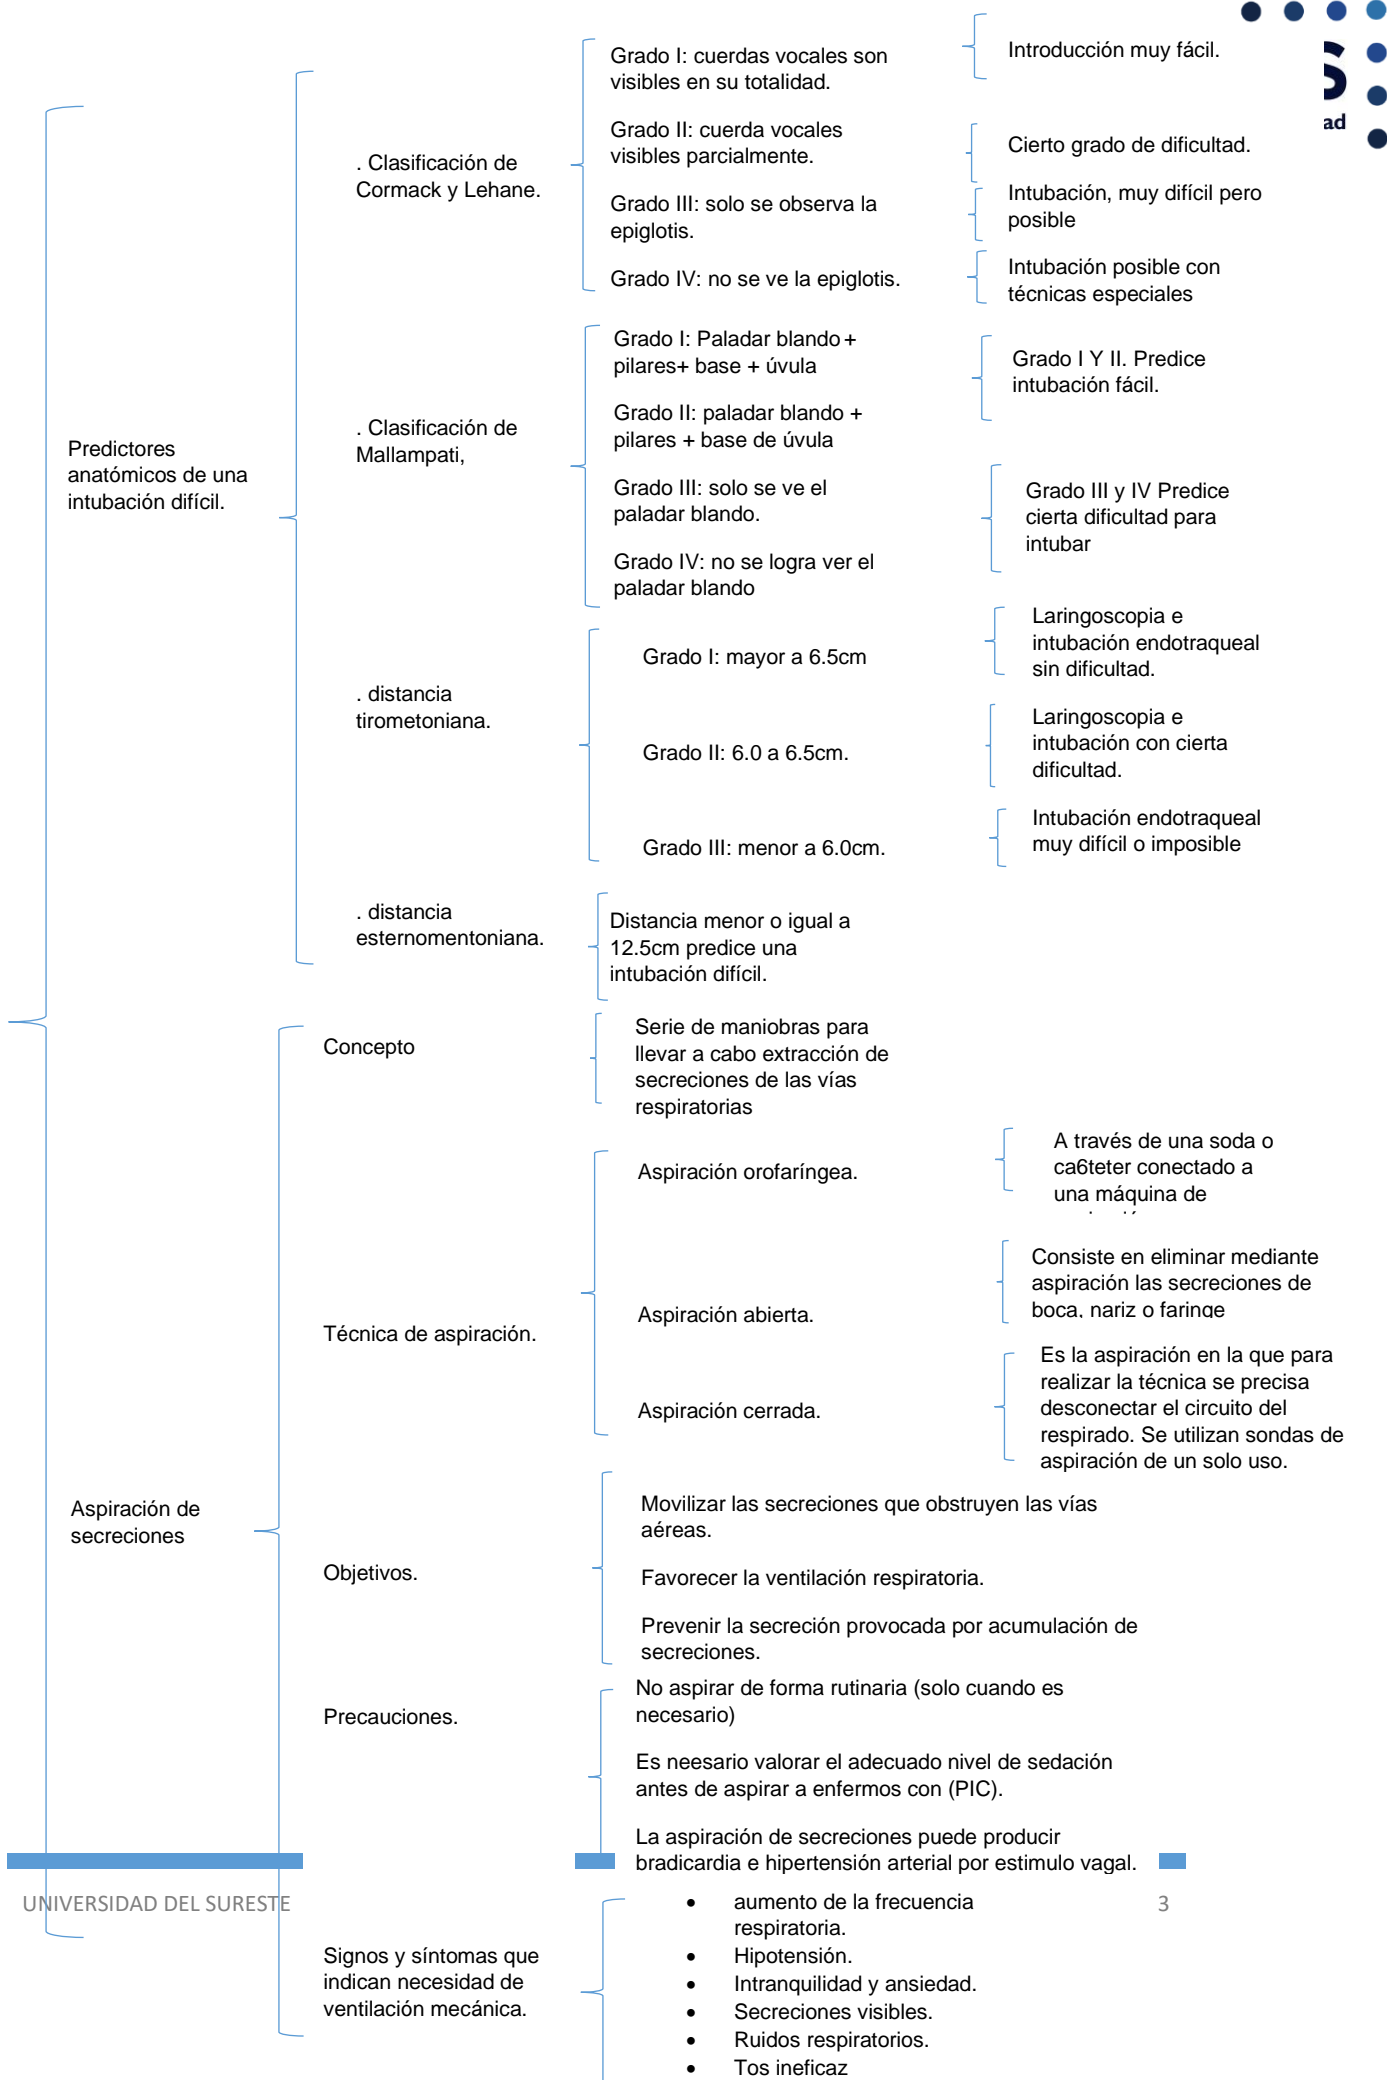 S
ad
Grado I: cuerdas vocales son
visibles en su totalidad.
Introducción muy fácil.
Grado II: cuerda vocales
visibles parcialmente.
Cierto grado de dificultad.
. Clasificación de
Cormack y Lehane.
Grado III: solo se observa la
epiglotis.
Intubación, muy difícil pero
posible
Grado IV: no se ve la epiglotis.
Intubación posible con
técnicas especiales
Predictores
anatómicos de una
intubación difícil.
. Clasificación de
Mallampati,
Grado I: Paladar blando +
pilares+ base + úvula
Grado II: paladar blando +
pilares + base de úvula
Grado I Y II. Predice
intubación fácil.
Grado III: solo se ve el
paladar blando.
Grado IV: no se logra ver el
paladar blando
Grado III y IV Predice
cierta dificultad para
intubar
. distancia
tirometoniana.
Grado I: mayor a 6.5cm
Laringoscopia e
intubación endotraqueal
sin dificultad.
Grado II: 6.0 a 6.5cm.
Laringoscopia e
intubación con cierta
dificultad.
Grado III: menor a 6.0cm.
Intubación endotraqueal
muy difícil o imposible
. distancia
esternomentoniana.
Distancia menor o igual a
12.5cm predice una
intubación difícil.
Aspiración de
secreciones
Concepto
Serie de maniobras para
llevar a cabo extracción de
secreciones de las vías
respiratorias
Técnica de aspiración.
Aspiración orofaríngea.
A través de una soda o
ca6teter conectado a
una máquina de
Aspiración abierta.
Consiste en eliminar mediante
aspiración las secreciones de
boca, nariz o faringe
Aspiración cerrada.
Es la aspiración en la que para
realizar la técnica se precisa
desconectar el circuito del
respirado. Se utilizan sondas de
aspiración de un solo uso.
Objetivos.
Movilizar las secreciones que obstruyen las vías
aéreas.
Favorecer la ventilación respiratoria.
Prevenir la secreción provocada por acumulación de
secreciones.
Precauciones.
No aspirar de forma rutinaria (solo cuando es
necesario)
Es neesario valorar el adecuado nivel de sedación
antes de aspirar a enfermos con (PIC).
La aspiración de secreciones puede producir
bradicardia e hipertensión arterial por estimulo vagal.
UNIVERSIDAD DEL SURESTE
3
Signos y síntomas que
indican necesidad de
ventilación mecánica.
• aumento de la frecuencia
respiratoria.
• Hipotensión.
• Intranquilidad y ansiedad.
• Secreciones visibles.
• Ruidos respiratorios.
• Tos ineficaz